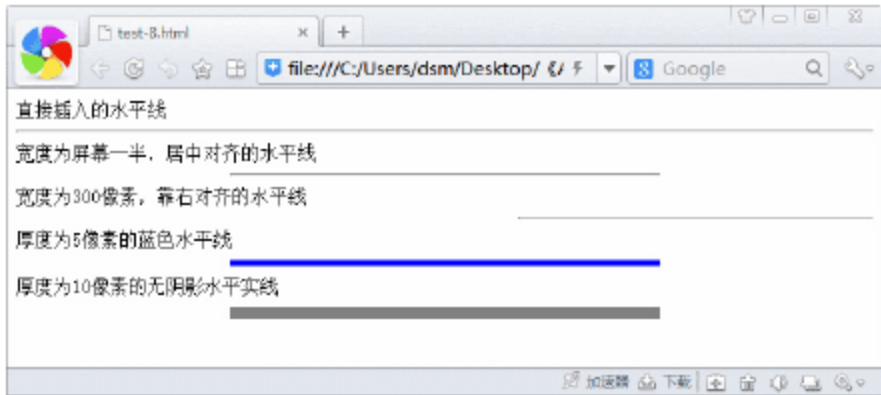 test-8.html
file:///C:/Users/dsm/Desktop/
Google
直接插入的水平线
宽度为屏幕一半，居中对齐的水平线
宽度为300像素，靠右对齐的水平线
厚度为5像素的蓝色水平线
厚度为10像素的无阴影水平实线
加速器 下载